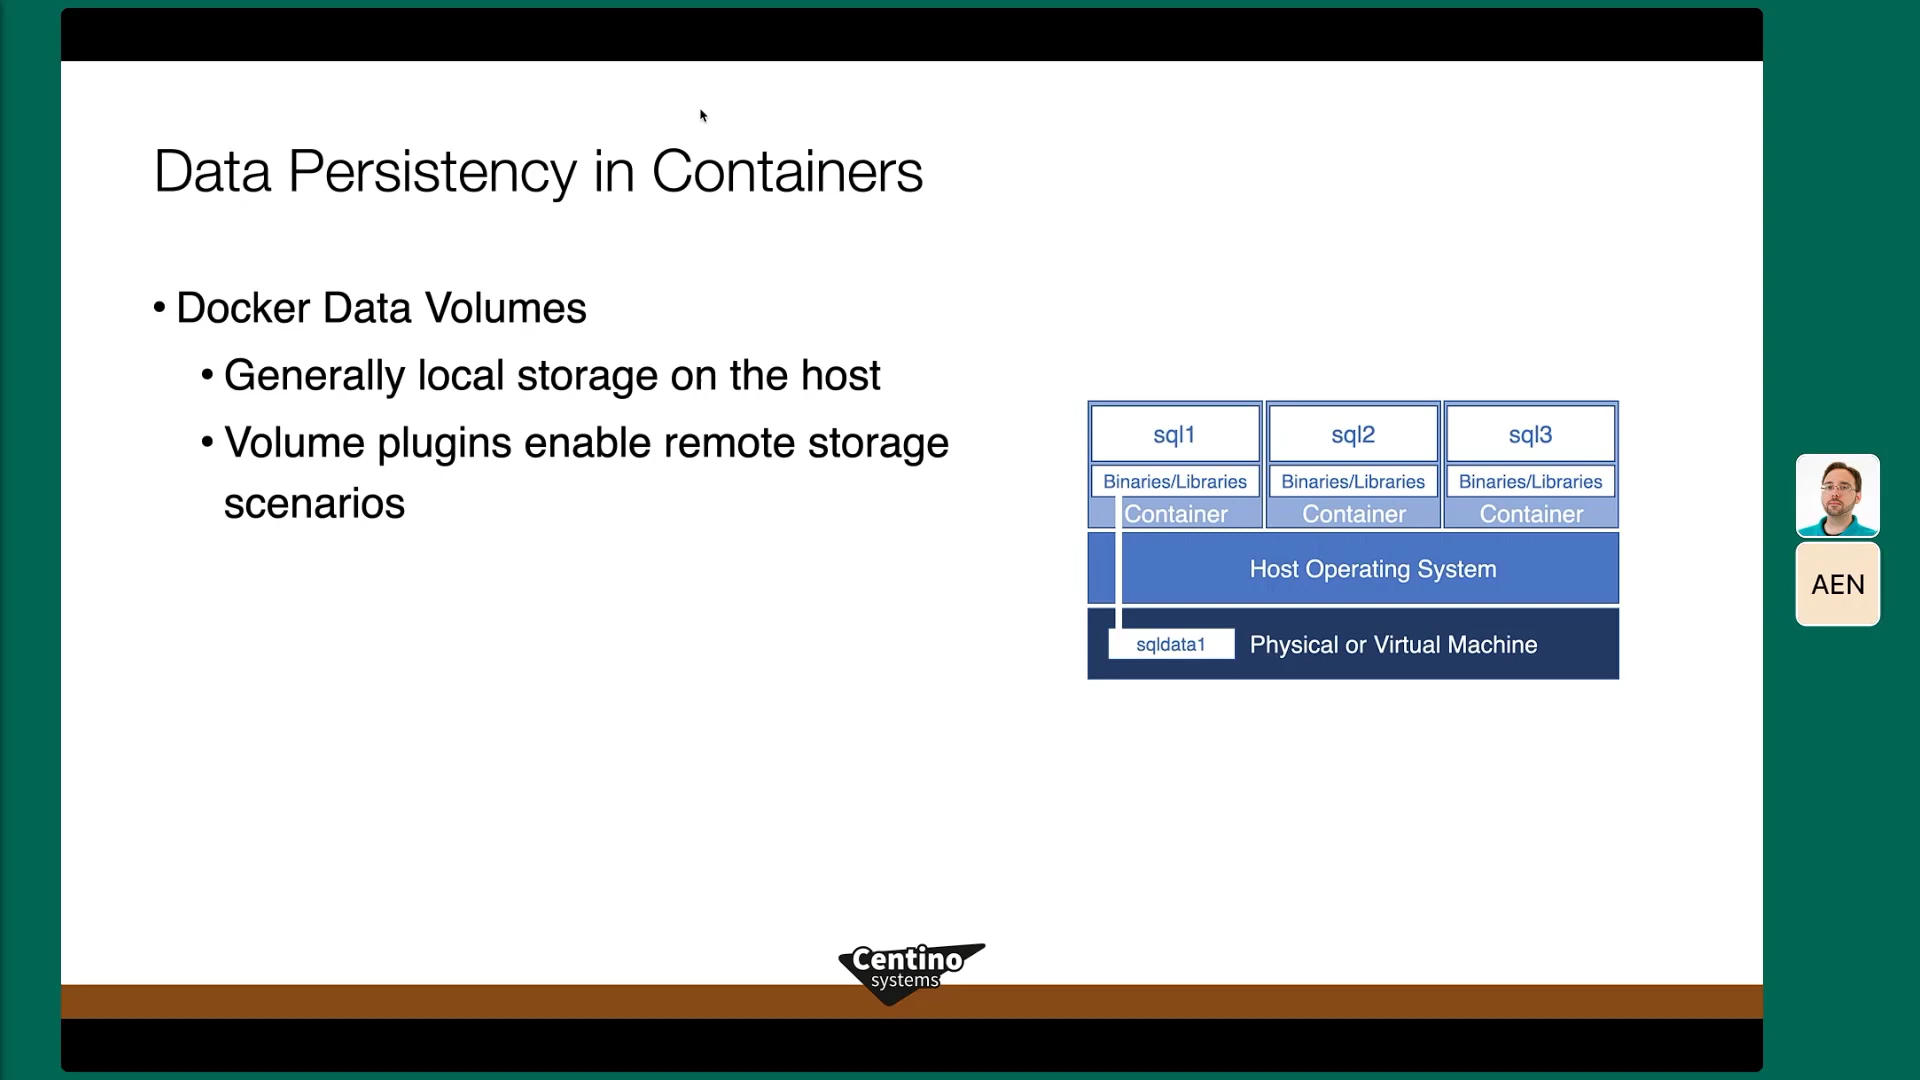 Data Persistency in Containers
• Docker Data Volumes
• Generally local storage on the host
• Volume plugins enable remote storage
scenarios
sql1 sql2 sql3
Binaries/Libraries Binaries/Libraries Binaries/Libraries
Container Container Container
Host Operating System
sqldata1 Physical or Virtual Machine
AEN
Centino
systems